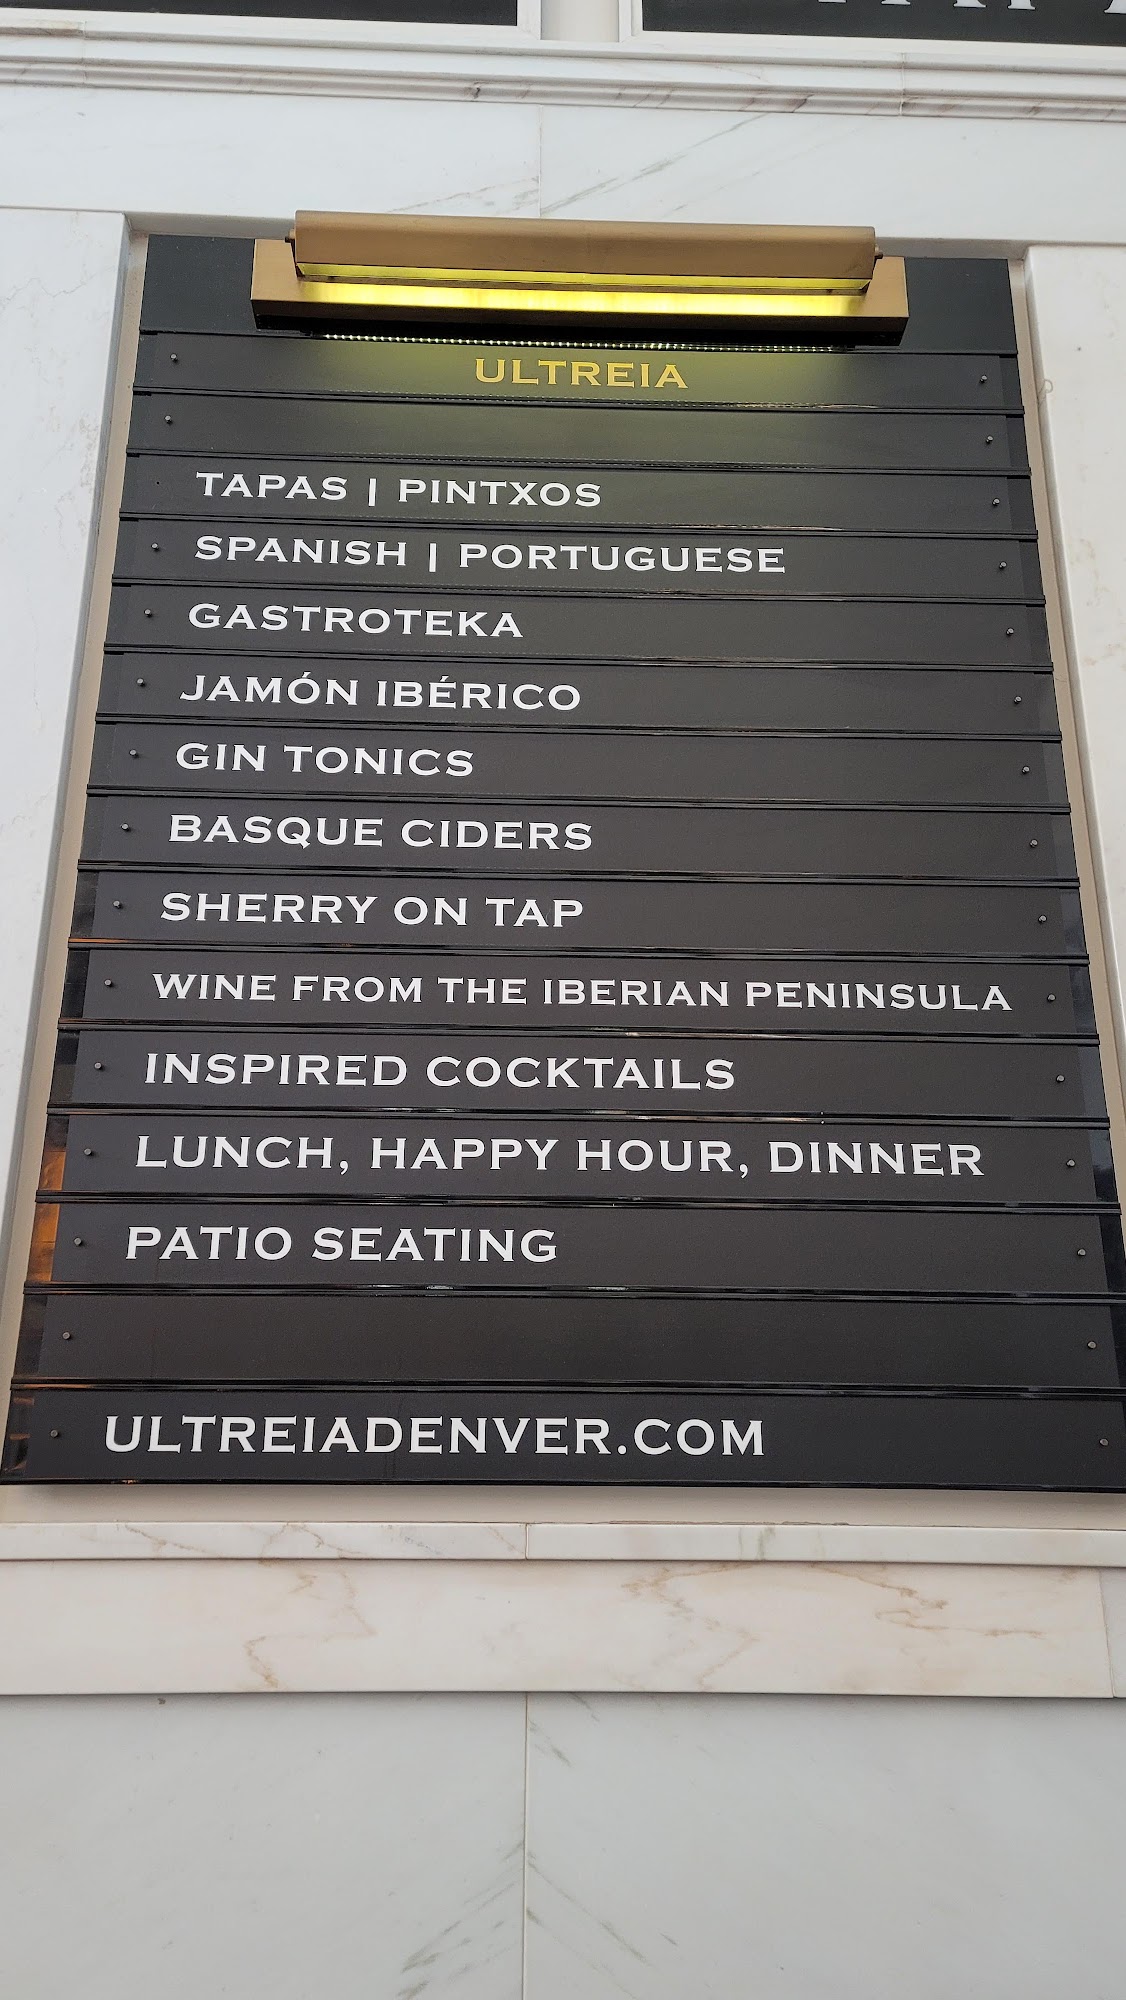 ULTREIA
TAPAS | PINTXOS
SPANISH | PORTUGUESE
GASTROTEKA
JAMÓN IBÉRICO
GIN TONICS
BASQUE CIDERS
SHERRY ON TAP
WINE FROM THE IBERIAN PENINSULA
INSPIRED COCKTAILS
LUNCH, HAPPY HOUR, DINNER
PATIO SEATING
ULTREIADENVER.COM